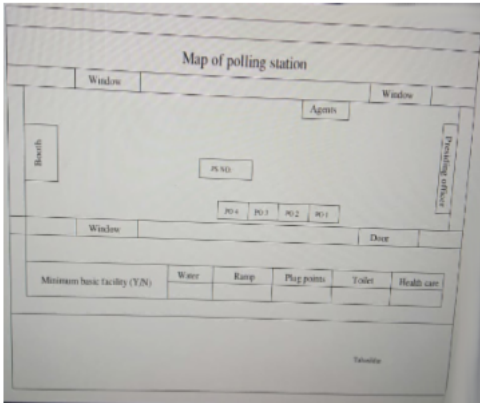 Map of polling station
Window
Window
Agents
Booth
Presiding officer
PS NO.
PO 4 PO 3 PO 2 PO 1
Window
Door
Minimum basic facility (Y/N) Water Ramp Plug points Toilet Health care
Tahsildar